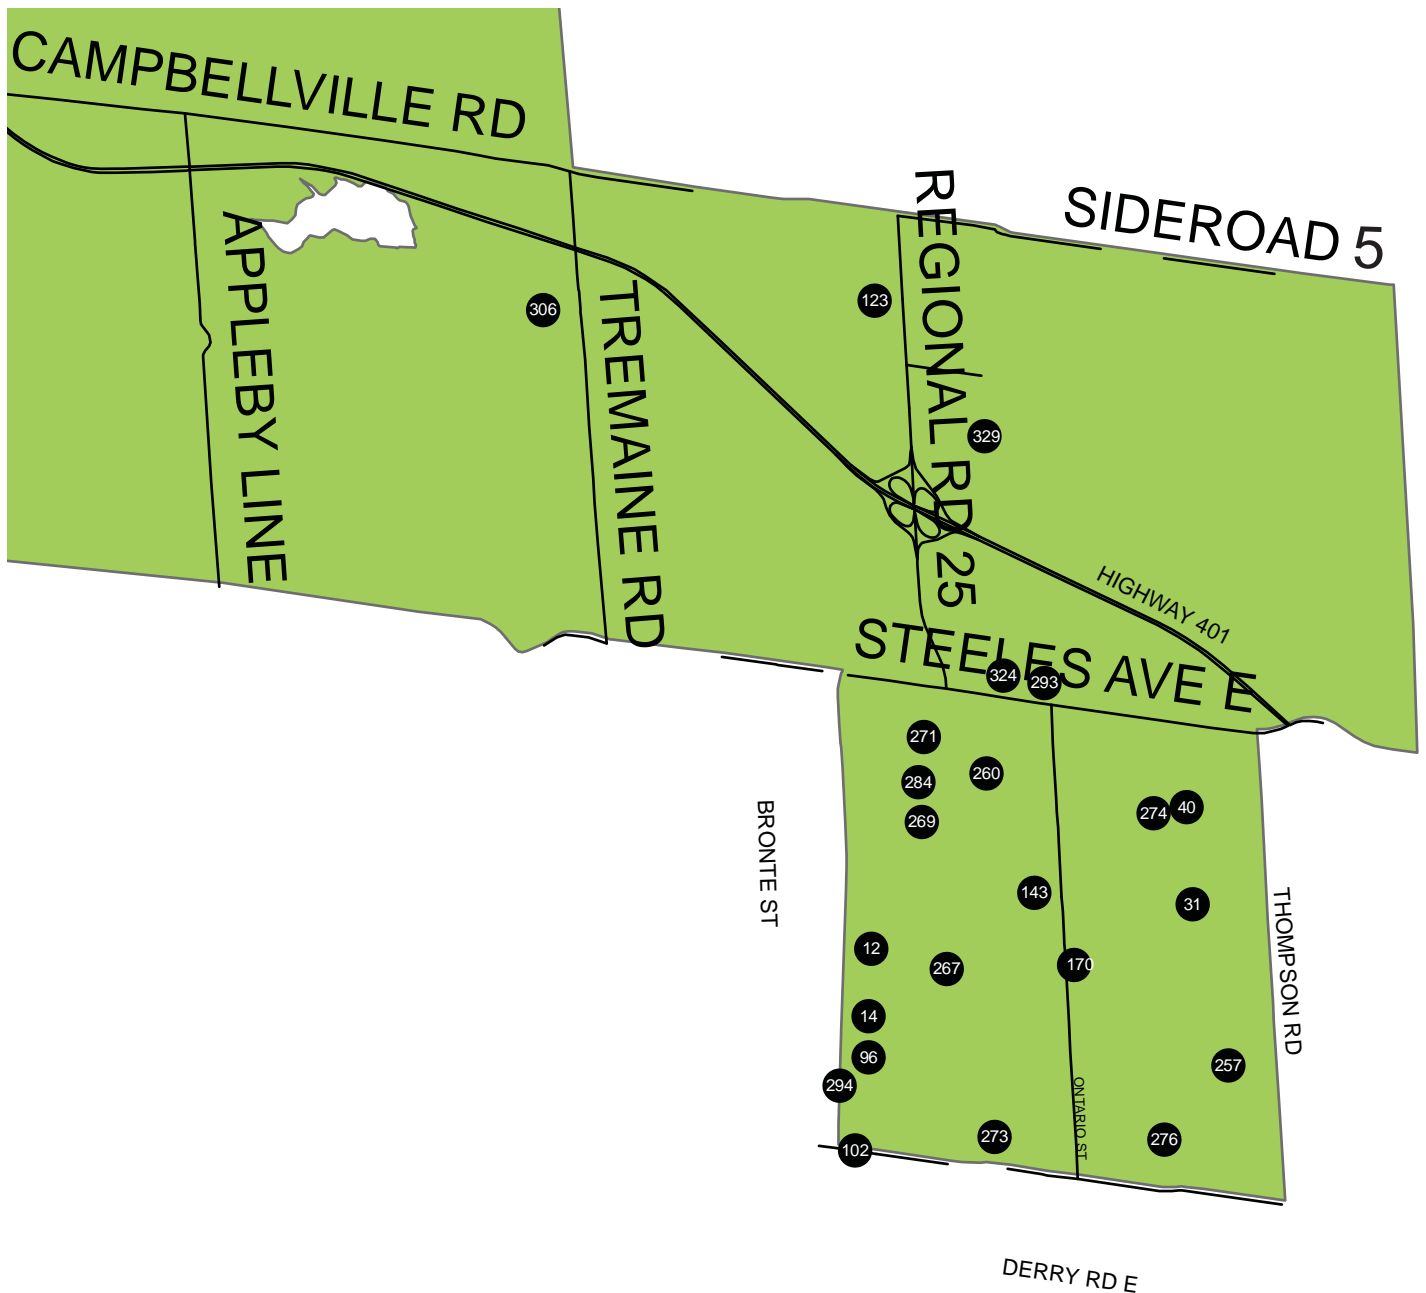 CAMPBELLVILLE RD
SIDEROAD 5
REGIONAL RD 25
APPLEBY LINE
TREMAINE RD
306
123
329
HIGHWAY 401
STEELES AVE E
324
293
271
260
284
269
274
40
BRONTE ST
143
31
THOMPSON RD
12
267
170
14
96
257
294
ONTARIO ST
273
276
102
DERRY RD E